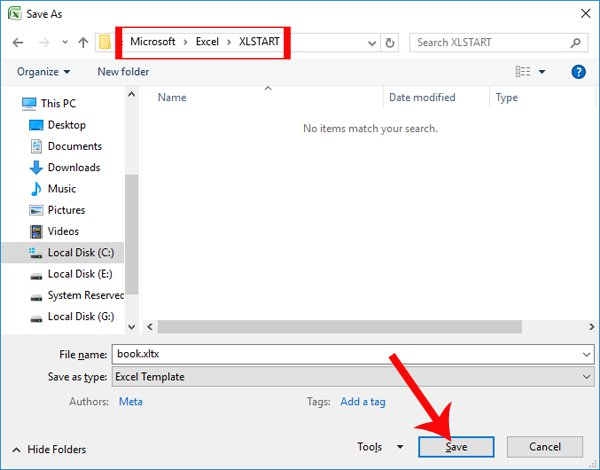 Save As
Microsoft › Excel › XLSTART
Search XLSTART
Organize
New folder
Name
Date modified
Type
No items match your search.
This PC
Desktop
Documents
Downloads
Music
Pictures
Videos
Local Disk (C:)
Local Disk (E:)
System Reserved
Local Disk (G:)
File name: book.xltx
Save as type: Excel Template
Authors: Meta
Tags: Add a tag
Hide Folders
Tools
Save
Cancel